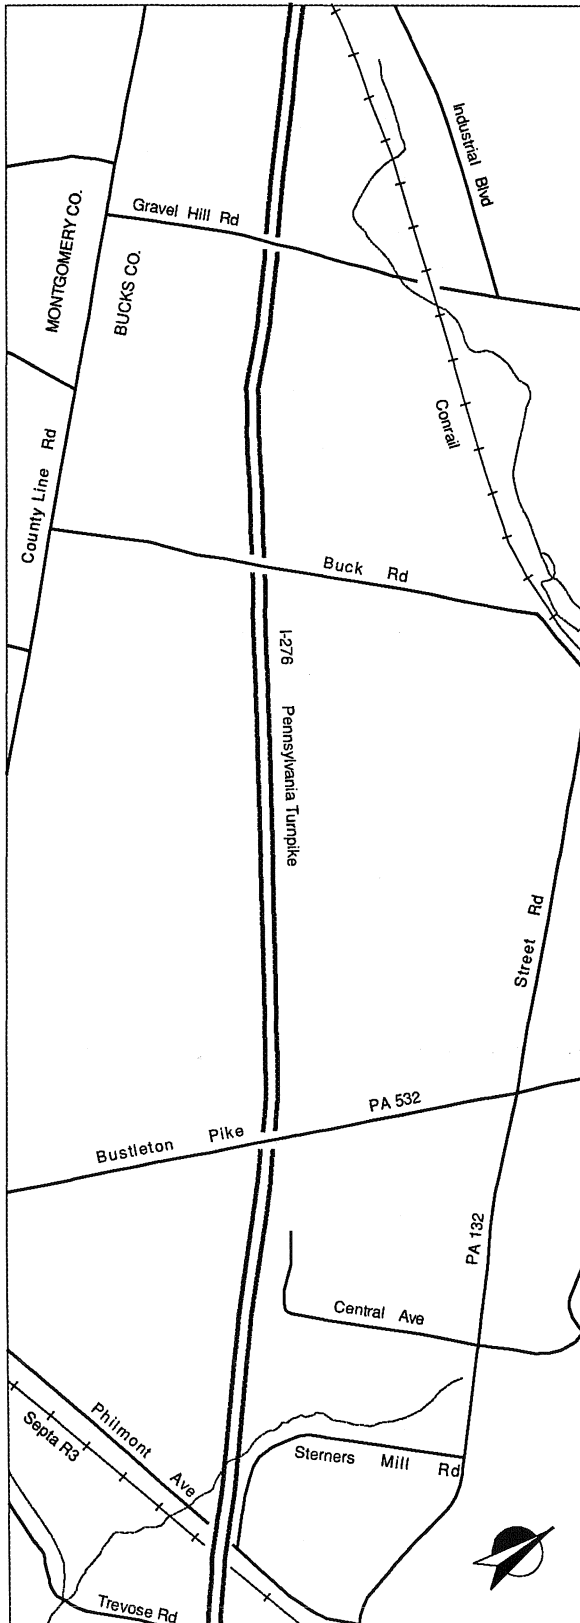 Industrial Blvd
Gravel Hill Rd
MONTGOMERY CO.
BUCKS CO.
Conrail
County Line Rd
Buck Rd
I-276 Pennsylvania Turnpike
Street Rd
PA 532
Bustleton Pike
PA 132
Central Ave
Philmont Ave
Septa R3
Sterners Mill Rd
Trevose Rd